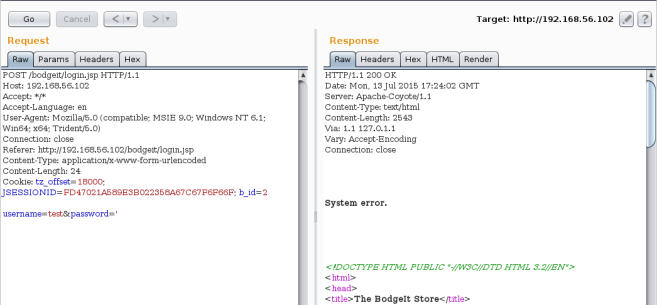 Go
Cancel
<
>
Target: http://192.168.56.102
?
Request
Raw Params Headers Hex
POST /bodgeit/login.jsp HTTP/1.1
Host: 192.168.56.102
Accept: */*
Accept-Language: en
User-Agent: Mozilla/5.0 (compatible; MSIE 9.0; Windows NT 6.1;
Win64; x64; Trident/5.0)
Connection: close
Referer: http://192.168.56.102/bodgeit/login.jsp
Content-Type: application/x-www-form-urlencoded
Content-Length: 24
Cookie: tz_offset=18000;
JSESSIONID=FD47021A589E3B022358A67C67F6F66F; b_id=2
username=test&password='
Response
Raw Headers Hex HTML Render
HTTP/1.1 200 OK
Date: Mon, 13 Jul 2015 17:24:02 GMT
Server: Apache-Coyote/1.1
Content-Type: text/html
Content-Length: 2543
Via: 1.1 127.0.1.1
Vary: Accept-Encoding
Connection: close
System error.
<!DOCTYPE HTML PUBLIC "-//W3C//DTD HTML 3.2//EN">
<html>
<head>
<title>The BodgeIt Store</title>